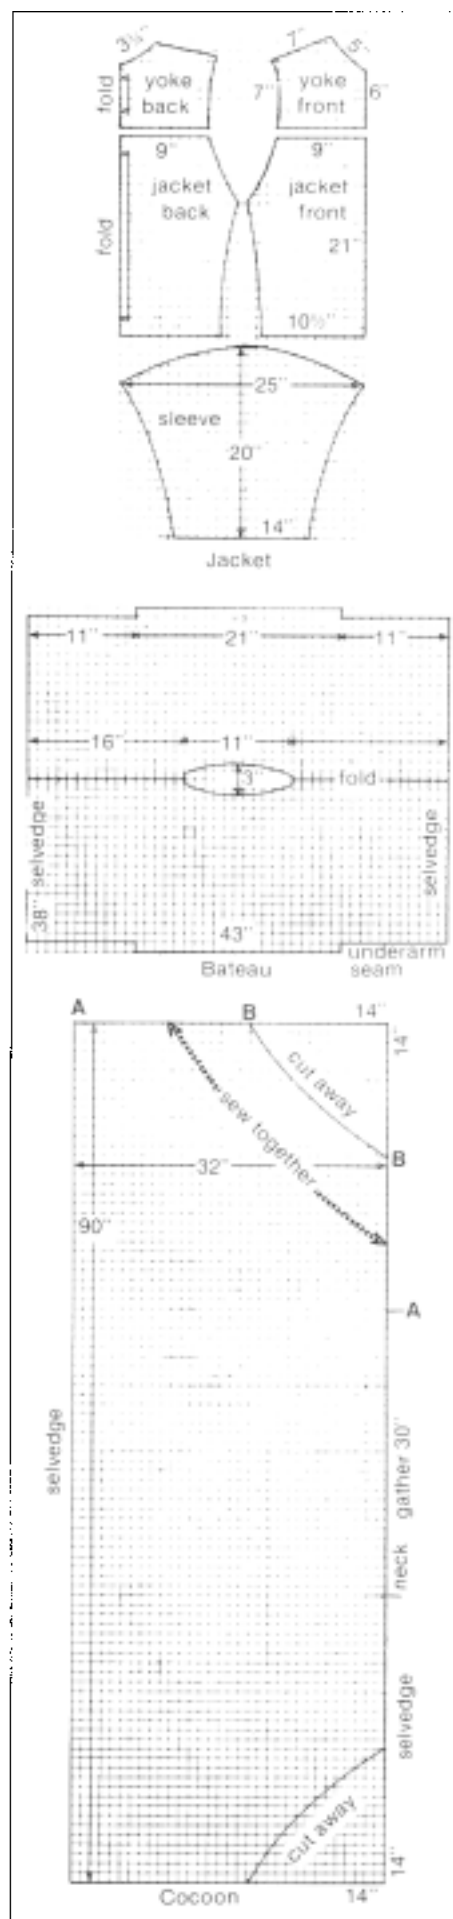 3¼"
7"
5"
fold
yoke
back
7"
yoke
front
6"
9"
9"
jacket
back
jacket
front
fold
21"
10½"
25"
sleeve
20"
14"
Jacket
11"
21"
11"
16"
11"
3"
fold
selvedge
selvedge
38"
43"
underarm
seam
Bateau
A
B
14"
14"
cut away
sew together
B
32"
90"
A
selvedge
neck gather 30"
selvedge
cut away
14"
14"
Cocoon